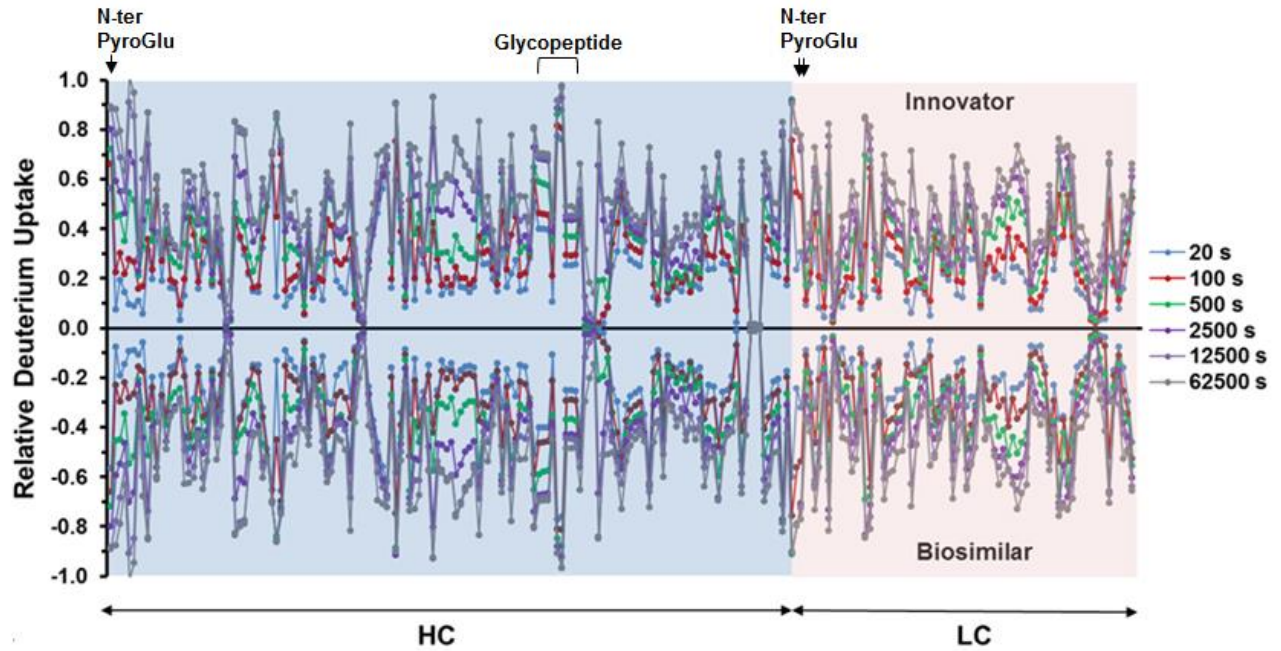 N-ter
PyroGlu
Glycopeptide
N-ter
PyroGlu
Relative Deuterium Uptake
1.0
0.8
0.6
0.4
0.2
0.0
-0.2
-0.4
-0.6
-0.8
-1.0
Innovator
Biosimilar
20 s
100 s
500 s
2500 s
12500 s
62500 s
HC
LC